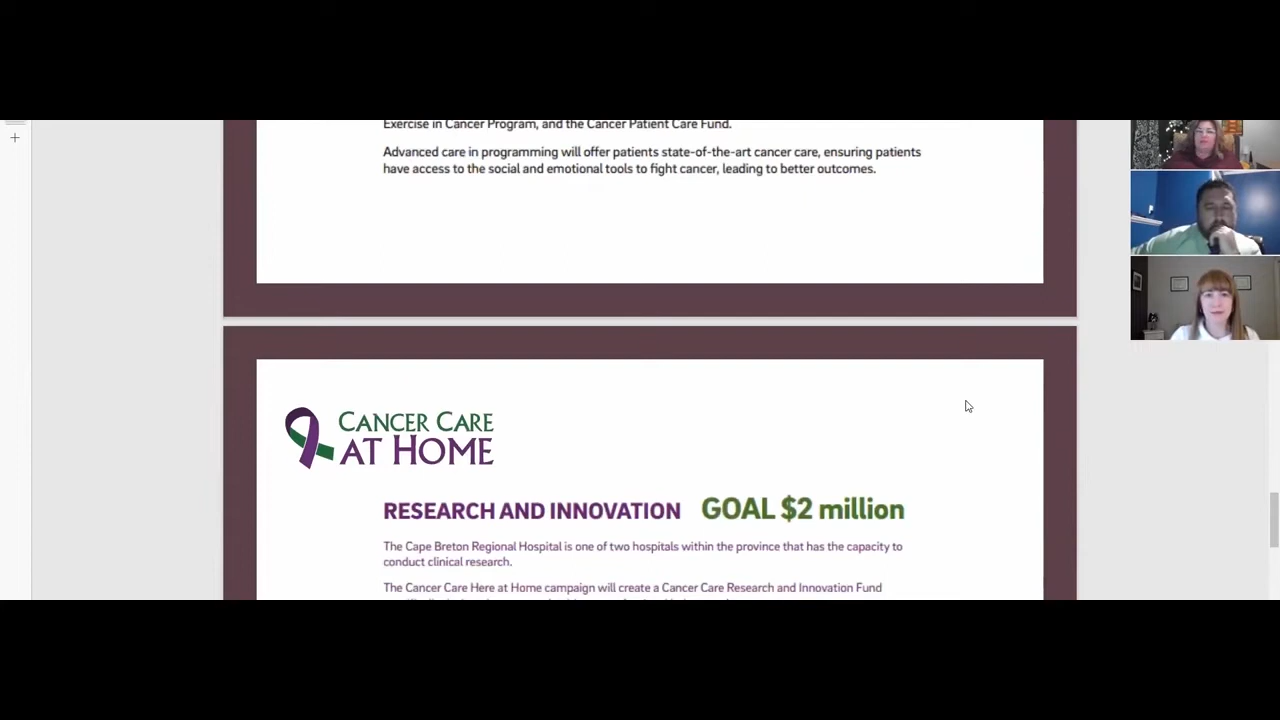 Exercise in Cancer Program, and the Cancer Patient Care Fund.
Advanced care in programming will offer patients state-of-the-art cancer care, ensuring patients
have access to the social and emotional tools to fight cancer, leading to better outcomes.
CANCER CARE
AT HOME
RESEARCH AND INNOVATION GOAL $2 million
The Cape Breton Regional Hospital is one of two hospitals within the province that has the capacity to
conduct clinical research.
The Cancer Care Here at Home campaign will create a Cancer Care Research and Innovation Fund